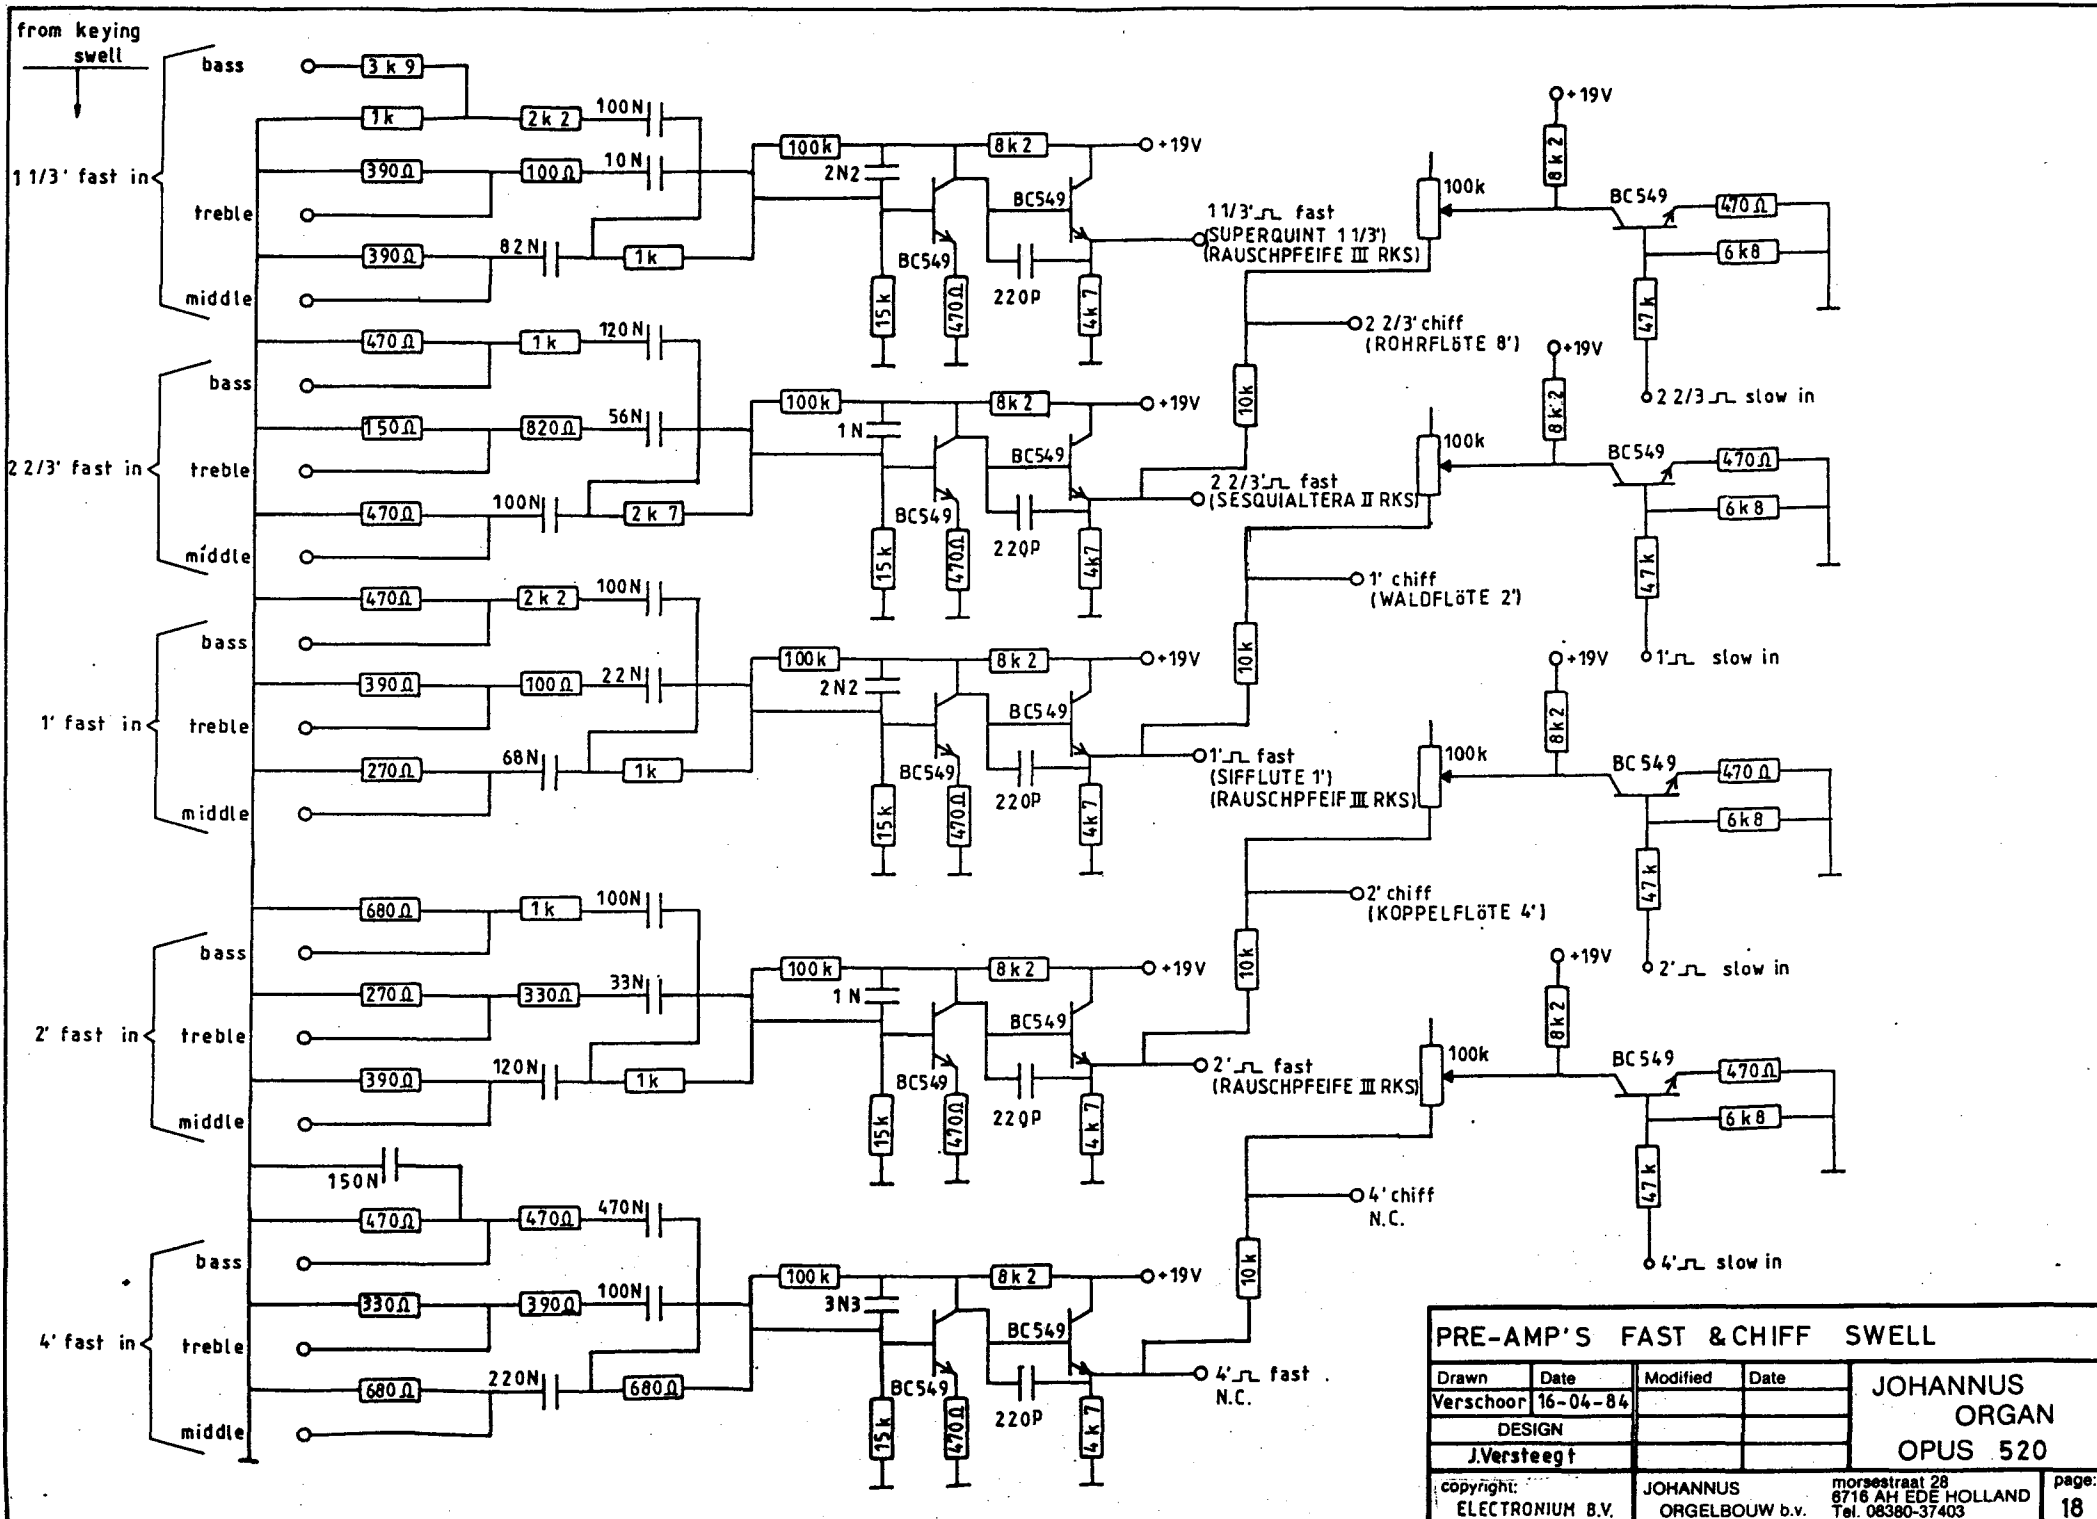 from keying
swell
1 1/3' fast in
bass
3k9
1k
2k2
100N
390Ω
100Ω
10N
treble
390Ω
82N
1k
middle
100k
2N2
8k2
+19V
BC549
BC549
15k
470Ω
220P
4k7
1 1/3' fast
(SUPERQUINT 1 1/3')
(RAUSCHPFEIFE III RKS)
2 2/3' fast in
470Ω
1k
120N
bass
150Ω
820Ω
56N
treble
470Ω
100N
2k7
middle
100k
1N
8k2
+19V
BC549
BC549
15k
470Ω
220P
4k7
2 2/3' fast
(SESQUIALTERA II RKS)
1' fast in
470Ω
2k2
100N
bass
390Ω
100Ω
22N
treble
270Ω
68N
1k
middle
100k
2N2
8k2
+19V
BC549
BC549
15k
470Ω
220P
4k7
1' fast
(SIFFLUTE 1')
(RAUSCHPFEIF III RKS)
2' fast in
680Ω
1k
100N
bass
270Ω
330Ω
33N
treble
390Ω
120N
1k
middle
100k
1N
8k2
+19V
BC549
BC549
15k
470Ω
220P
4k7
2' fast
(RAUSCHPFEIFE III RKS)
4' fast in
150N
470Ω
470Ω
470N
bass
330Ω
390Ω
100N
treble
680Ω
220N
680Ω
middle
100k
3N3
8k2
+19V
BC549
BC549
15k
470Ω
220P
4k7
4' fast
N.C.
+19V
8k2
100k
BC549
470Ω
6k8
47k
2 2/3 slow in
2 2/3' chiff
(ROHRFLöTE 8')
10k
+19V
8k2
100k
BC549
470Ω
6k8
47k
1' slow in
1' chiff
(WALDFLöTE 2')
10k
+19V
8k2
100k
BC549
470Ω
6k8
47k
2' slow in
2' chiff
(KOPPELFLöTE 4')
10k
+19V
8k2
100k
BC549
470Ω
6k8
47k
4' slow in
4' chiff
N.C.
10k
PRE-AMP'S FAST & CHIFF SWELL
Drawn Date Modified Date
Verschoor 16-04-84
DESIGN
J.Versteegt
JOHANNUS
ORGAN
OPUS 520
copyright:
ELECTRONIUM B.V.
JOHANNUS
ORGELBOUW b.v.
morsestraat 28
6716 AH EDE HOLLAND
Tel. 08380-37403
page:
18